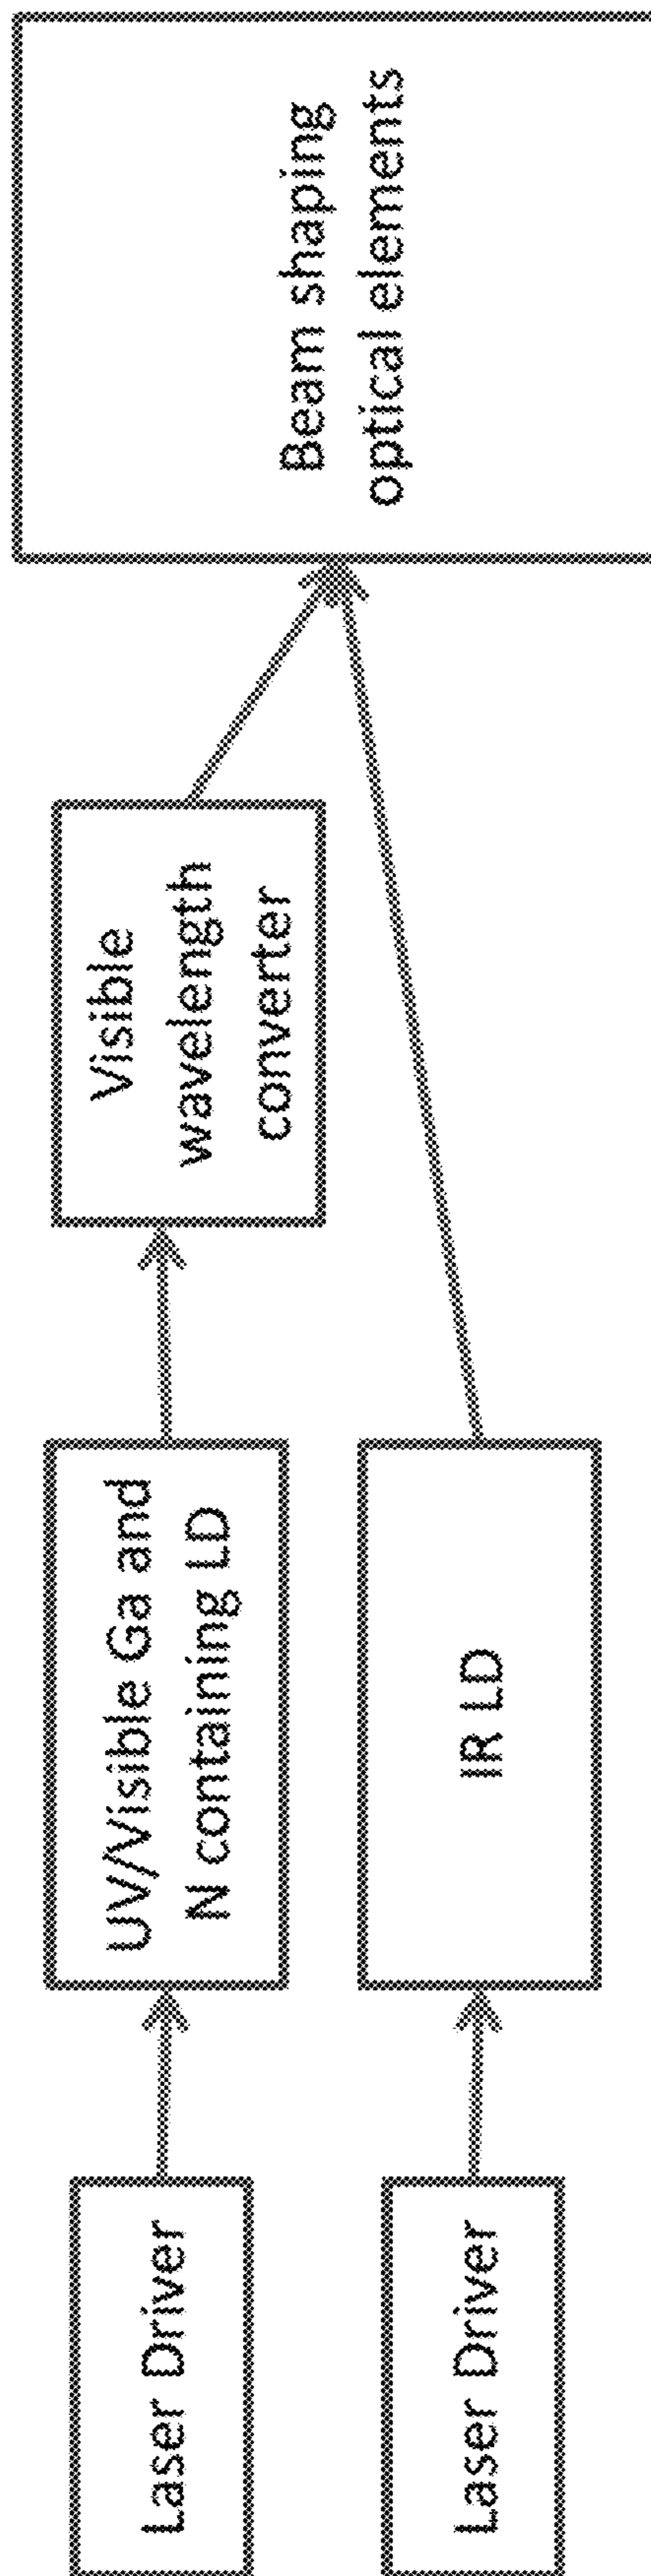 Laser Driver
UV/Visible Ga and
N containing LD
Visible
wavelength
converter
Laser Driver
IR LD
Beam shaping
optical elements